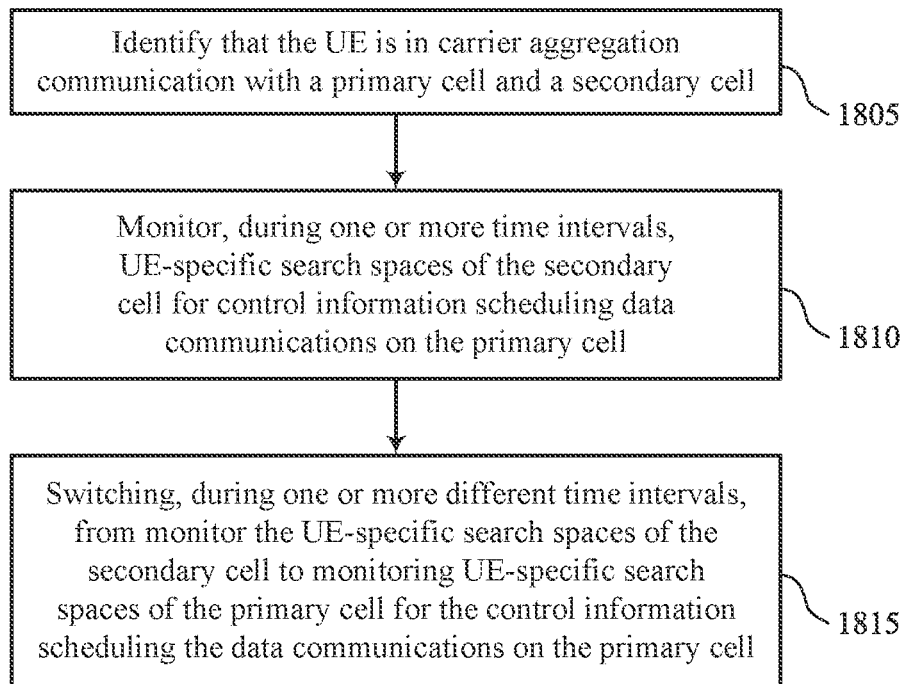 Identify that the UE is in carrier aggregation
communication with a primary cell and a secondary cell
1805
Monitor, during one or more time intervals,
UE-specific search spaces of the secondary
cell for control information scheduling data
communications on the primary cell
1810
Switching, during one or more different time intervals,
from monitor the UE-specific search spaces of the
secondary cell to monitoring UE-specific search
spaces of the primary cell for the control information
scheduling the data communications on the primary cell
1815